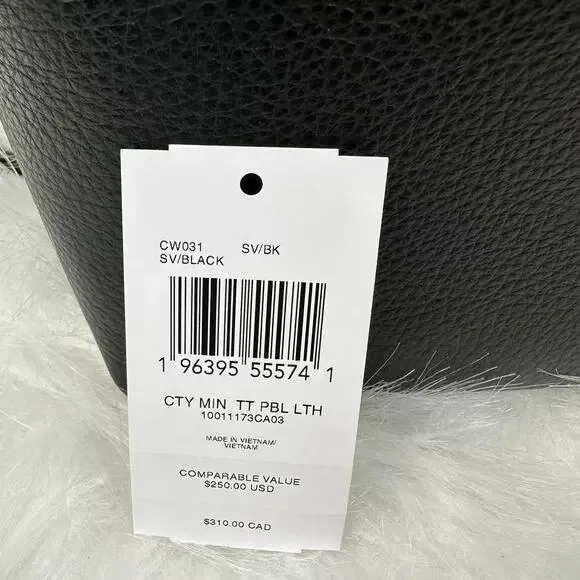 CW031 SV/BK
SV/BLACK
1 96395 55574 1
CTY MIN TT PBL LTH
10011173CA03
MADE IN VIETNAM/
VIETNAM
COMPARABLE VALUE
$250.00 USD
$310.00 CAD